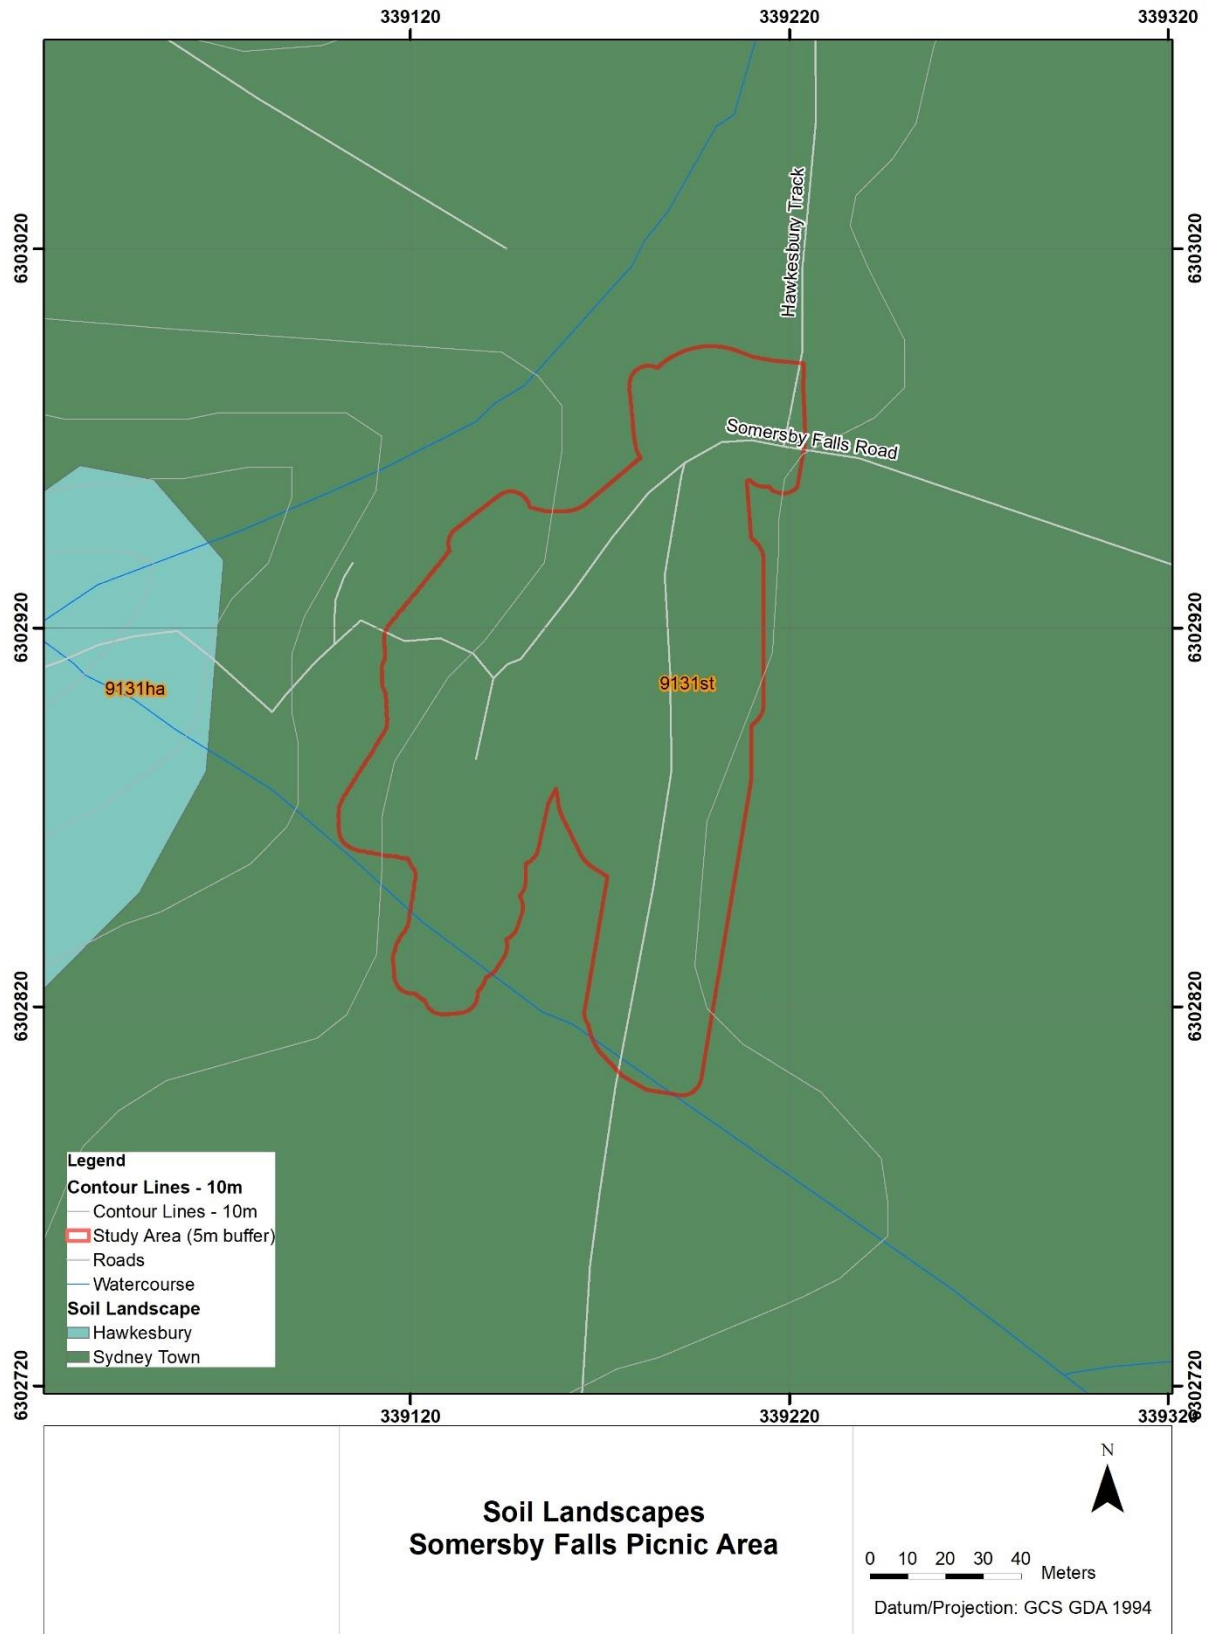 339120
339220
339320
6303020
6303020
Hawkesbury Track
Somersby Falls Road
6302920
6302920
9131ha
9131st
6302820
6302820
Legend
Contour Lines - 10m
Contour Lines - 10m
Study Area (5m buffer)
Roads
Watercourse
Soil Landscape
Hawkesbury
Sydney Town
6302720
6302720
339120
339220
339320
Soil Landscapes
Somersby Falls Picnic Area
N
0 10 20 30 40 Meters
Datum/Projection: GCS GDA 1994